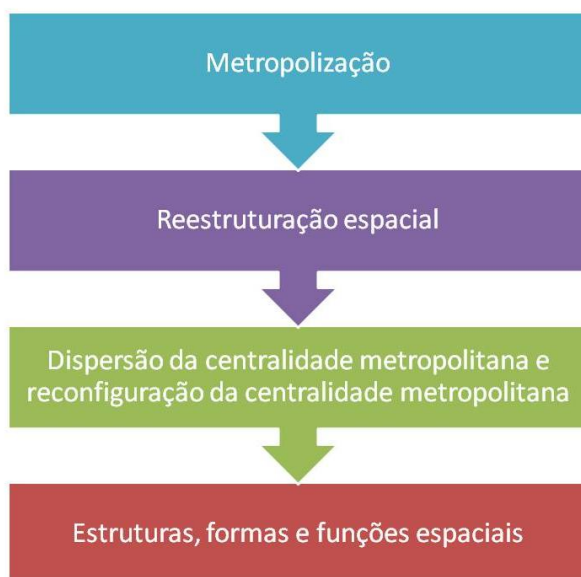 Metropolização
Reestruturação espacial
Dispersão da centralidade metropolitana e
reconfiguração da centralidade metropolitana
Estruturas, formas e funções espaciais